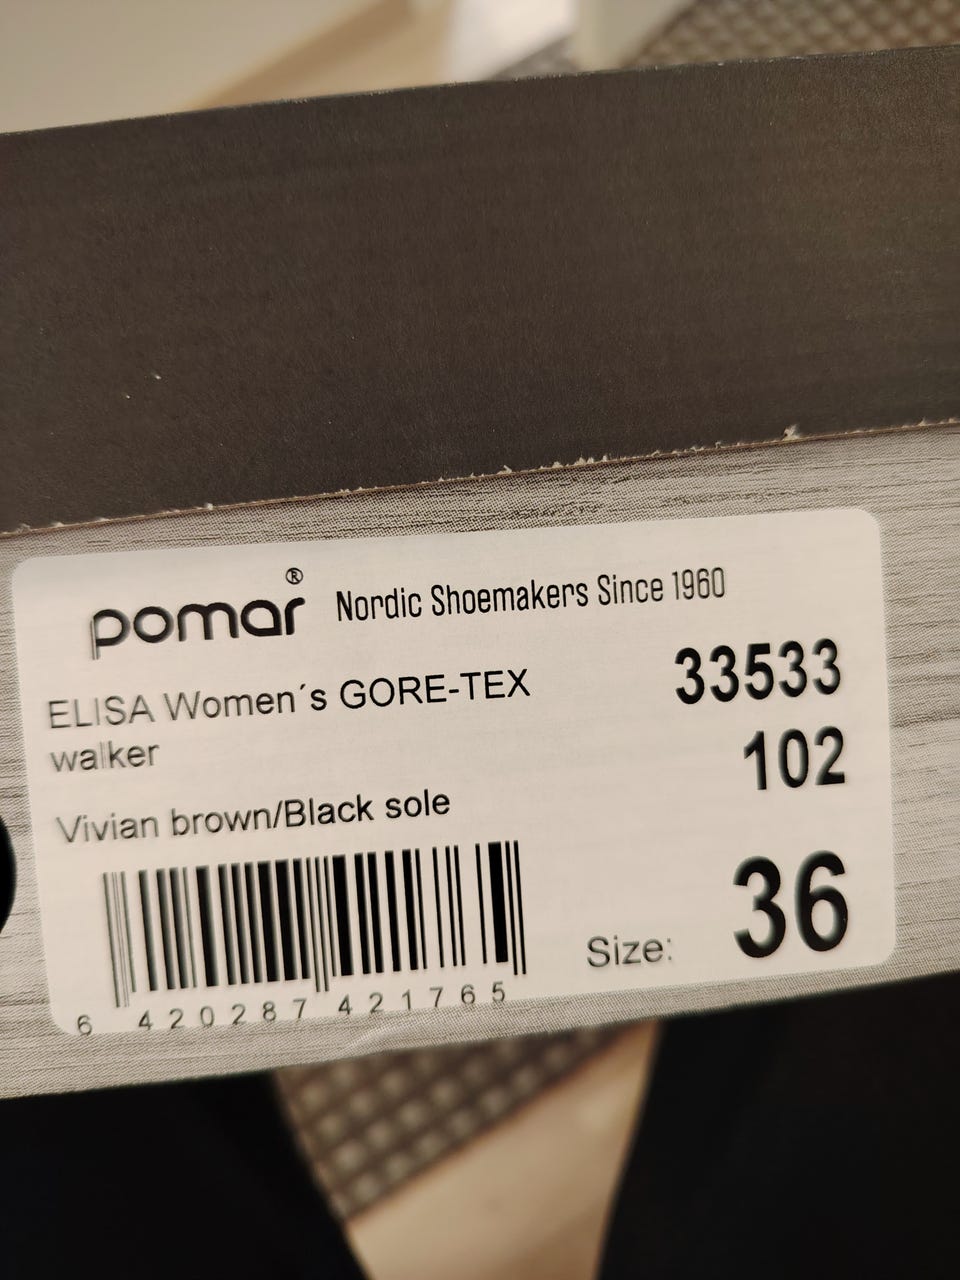 pomar® Nordic Shoemakers Since 1960
ELISA Women´s GORE-TEX 33533
walker 102
Vivian brown/Black sole
Size: 36
6 420287 421765